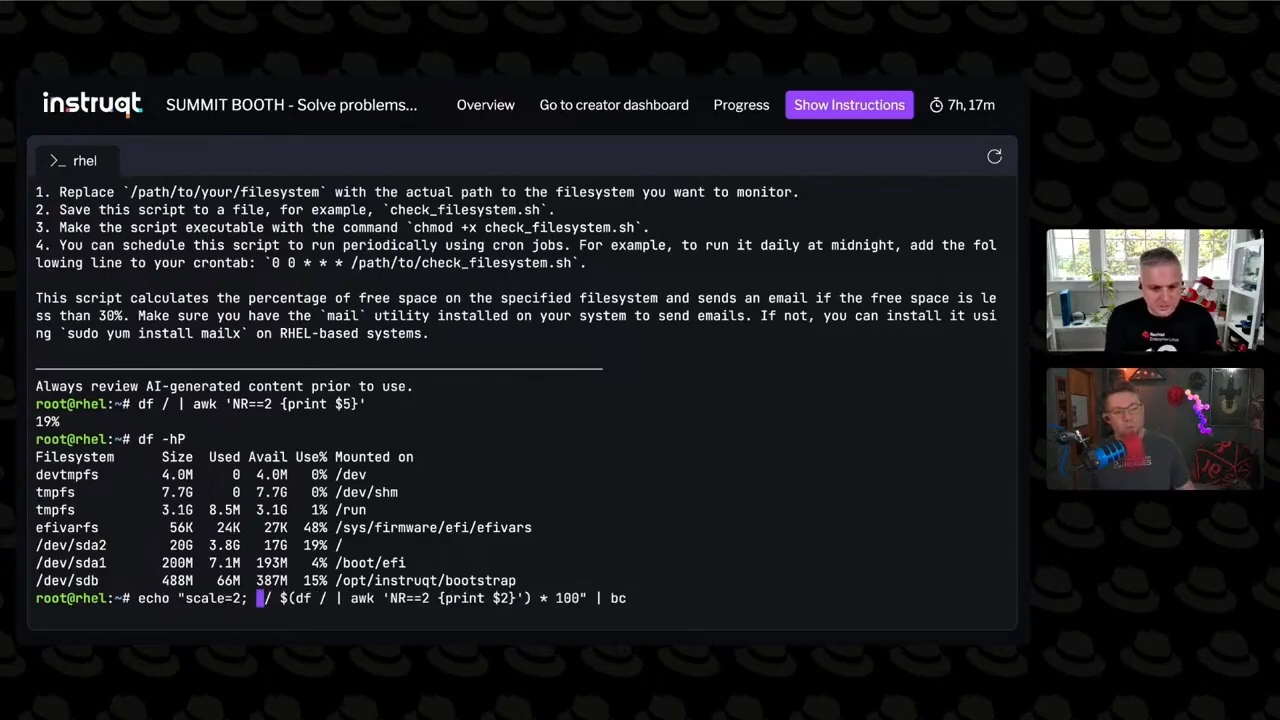 instruqt
SUMMIT BOOTH - Solve problems...
Overview
Go to creator dashboard
Progress
Show Instructions
7h, 17m
>_ rhel
1. Replace `/path/to/your/filesystem` with the actual path to the filesystem you want to monitor.
2. Save this script to a file, for example, `check_filesystem.sh`.
3. Make the script executable with the command `chmod +x check_filesystem.sh`.
4. You can schedule this script to run periodically using cron jobs. For example, to run it daily at midnight, add the fol
lowing line to your crontab: `0 0 * * * /path/to/check_filesystem.sh`.
This script calculates the percentage of free space on the specified filesystem and sends an email if the free space is le
ss than 30%. Make sure you have the `mail` utility installed on your system to send emails. If not, you can install it usi
ng `sudo yum install mailx` on RHEL-based systems.
Always review AI-generated content prior to use.
root@rhel:~# df / | awk 'NR==2 {print $5}'
19%
root@rhel:~# df -hP
Filesystem Size Used Avail Use% Mounted on
devtmpfs 4.0M 0 4.0M 0% /dev
tmpfs 7.7G 0 7.7G 0% /dev/shm
tmpfs 3.1G 8.5M 3.1G 1% /run
efivarfs 56K 24K 27K 48% /sys/firmware/efi/efivars
/dev/sda2 20G 3.8G 17G 19% /
/dev/sda1 200M 7.1M 193M 4% /boot/efi
/dev/sdb 488M 66M 387M 15% /opt/instruqt/bootstrap
root@rhel:~# echo "scale=2; / $(df / | awk 'NR==2 {print $2}') * 100" | bc